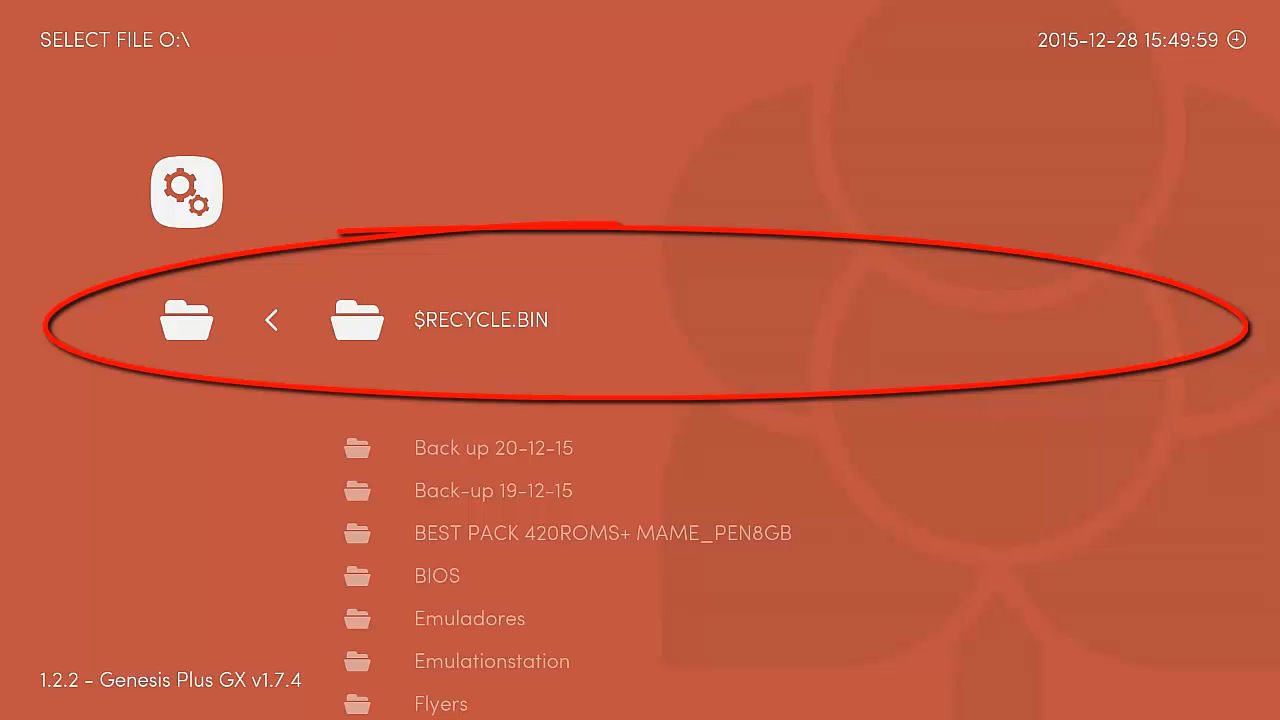 SELECT FILE O:\
2015-12-28 15:49:59
$RECYCLE.BIN
Back up 20-12-15
Back-up 19-12-15
BEST PACK 420ROMS+ MAME_PEN8GB
BIOS
Emuladores
Emulationstation
1.2.2 - Genesis Plus GX v1.7.4
Flyers